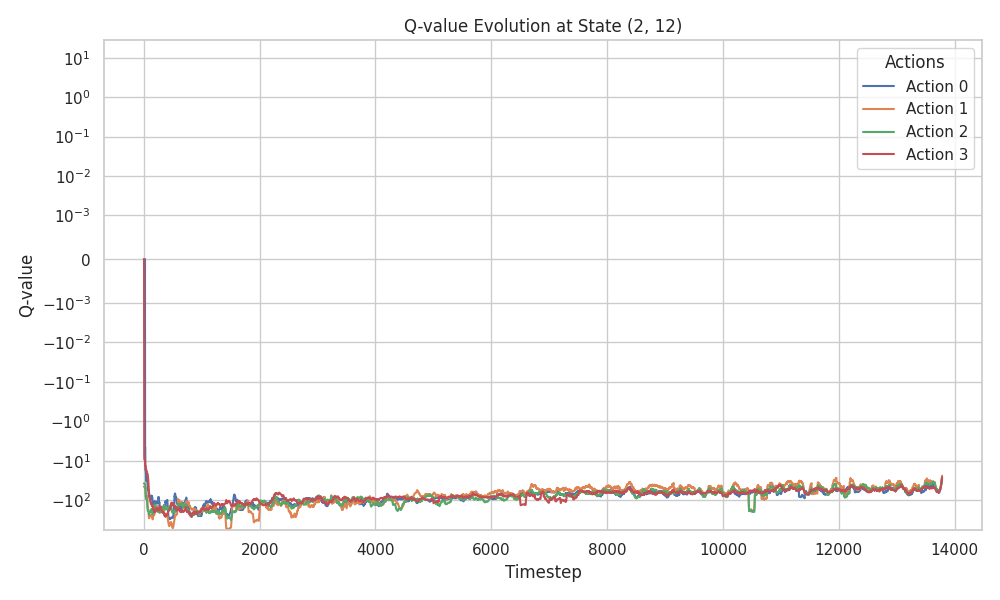 Q-value Evolution at State (2, 12)
Actions
Action 0
Action 1
Action 2
Action 3
10¹
10⁰
10⁻¹
10⁻²
10⁻³
0
−10⁻³
−10⁻²
−10⁻¹
−10⁰
−10¹
−10²
Q-value
0 2000 4000 6000 8000 10000 12000 14000
Timestep